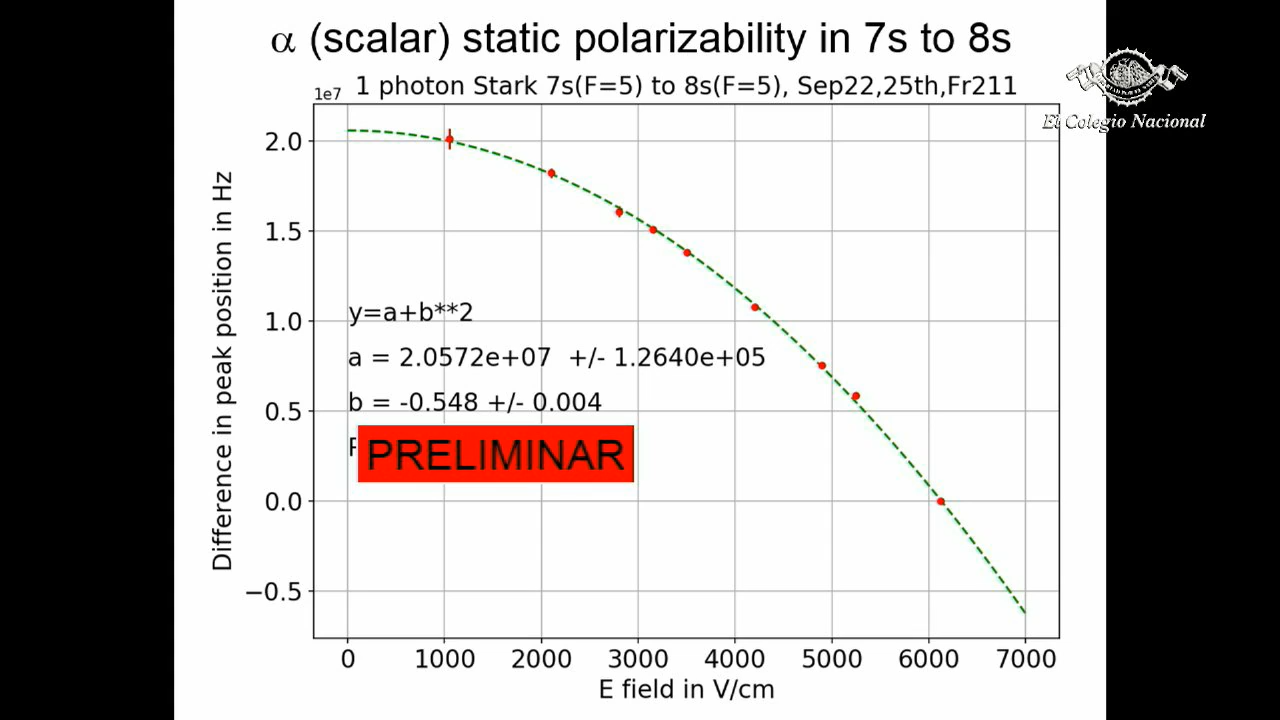 α (scalar) static polarizability in 7s to 8s
1e7 1 photon Stark 7s(F=5) to 8s(F=5), Sep22,25th,Fr211
El Colegio Nacional
2.0
1.5
1.0
0.5
0.0
−0.5
Difference in peak position in Hz
y=a+b**2
a = 2.0572e+07 +/- 1.2640e+05
b = -0.548 +/- 0.004
PRELIMINAR
0 1000 2000 3000 4000 5000 6000 7000
E field in V/cm